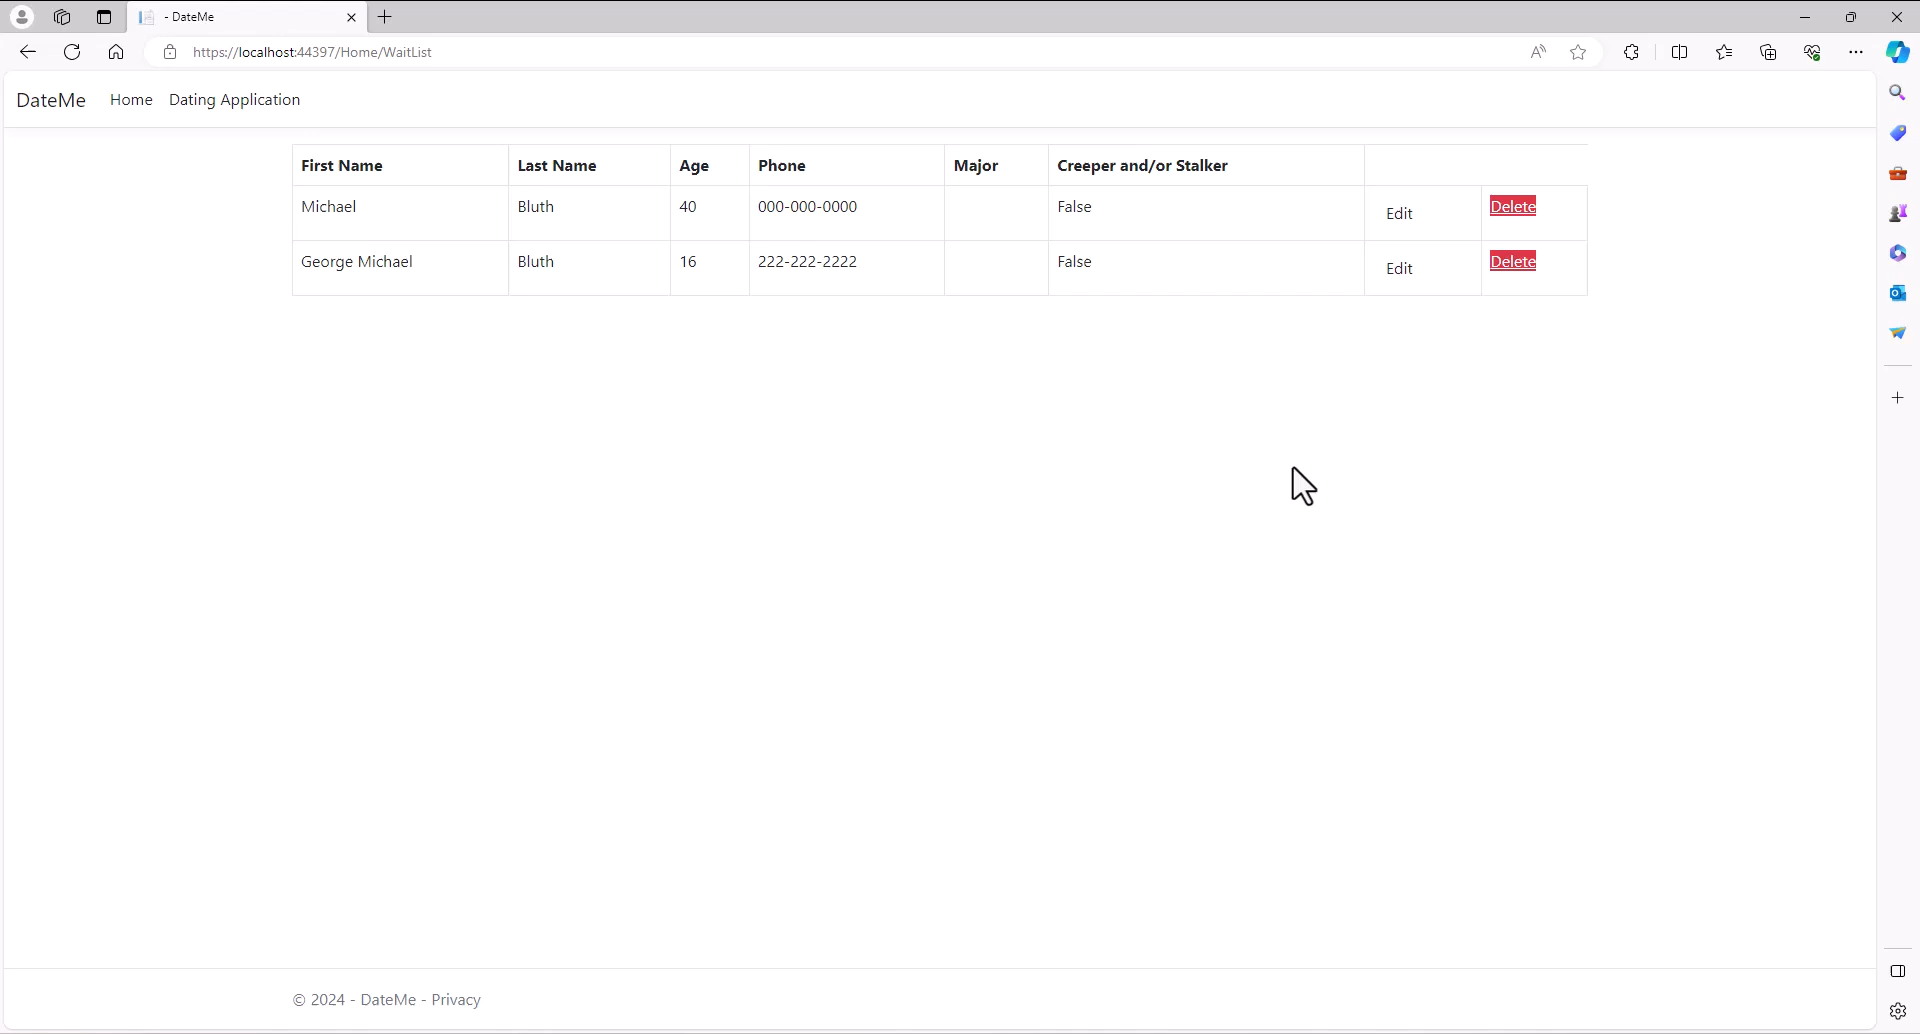 - DateMe
https://localhost:44397/Home/WaitList
DateMe Home Dating Application
First Name Last Name Age Phone Major Creeper and/or Stalker
Michael Bluth 40 000-000-0000 False Edit Delete
George Michael Bluth 16 222-222-2222 False Edit Delete
© 2024 - DateMe - Privacy